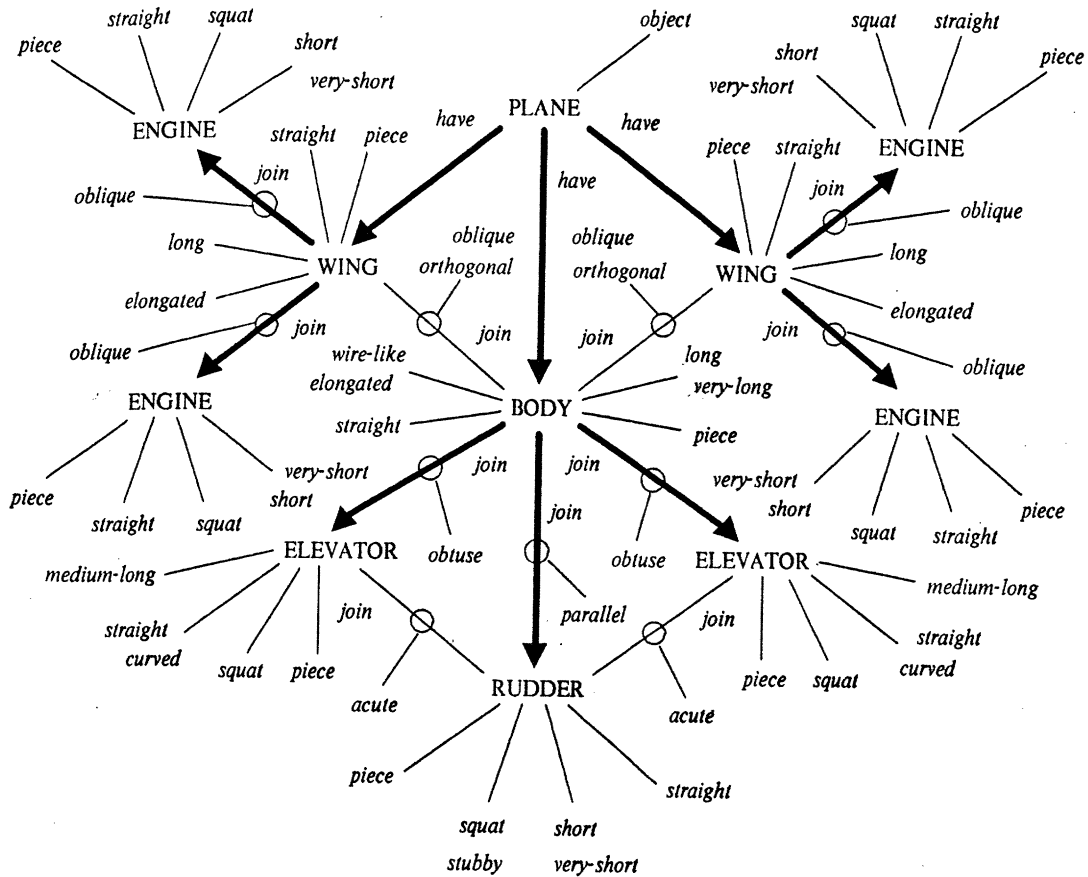 straight squat
object
squat straight
piece
short
short
piece
very-short
very-short
PLANE
ENGINE
have
have
straight piece
piece straight
ENGINE
join
have
join
oblique
oblique
long
oblique
oblique
orthogonal
orthogonal
long
WING
WING
elongated
elongated
join
join
join
join
oblique
wire-like
elongated
long
very-long
oblique
ENGINE
BODY
straight
piece
ENGINE
join
join
very-short
short
very-short
short
piece
straight
squat
join
piece
squat
straight
ELEVATOR
obtuse
obtuse
ELEVATOR
medium-long
medium-long
join
parallel
join
straight
curved
straight
curved
squat
piece
piece
squat
RUDDER
acute
acute
piece
straight
squat
short
stubby
very-short